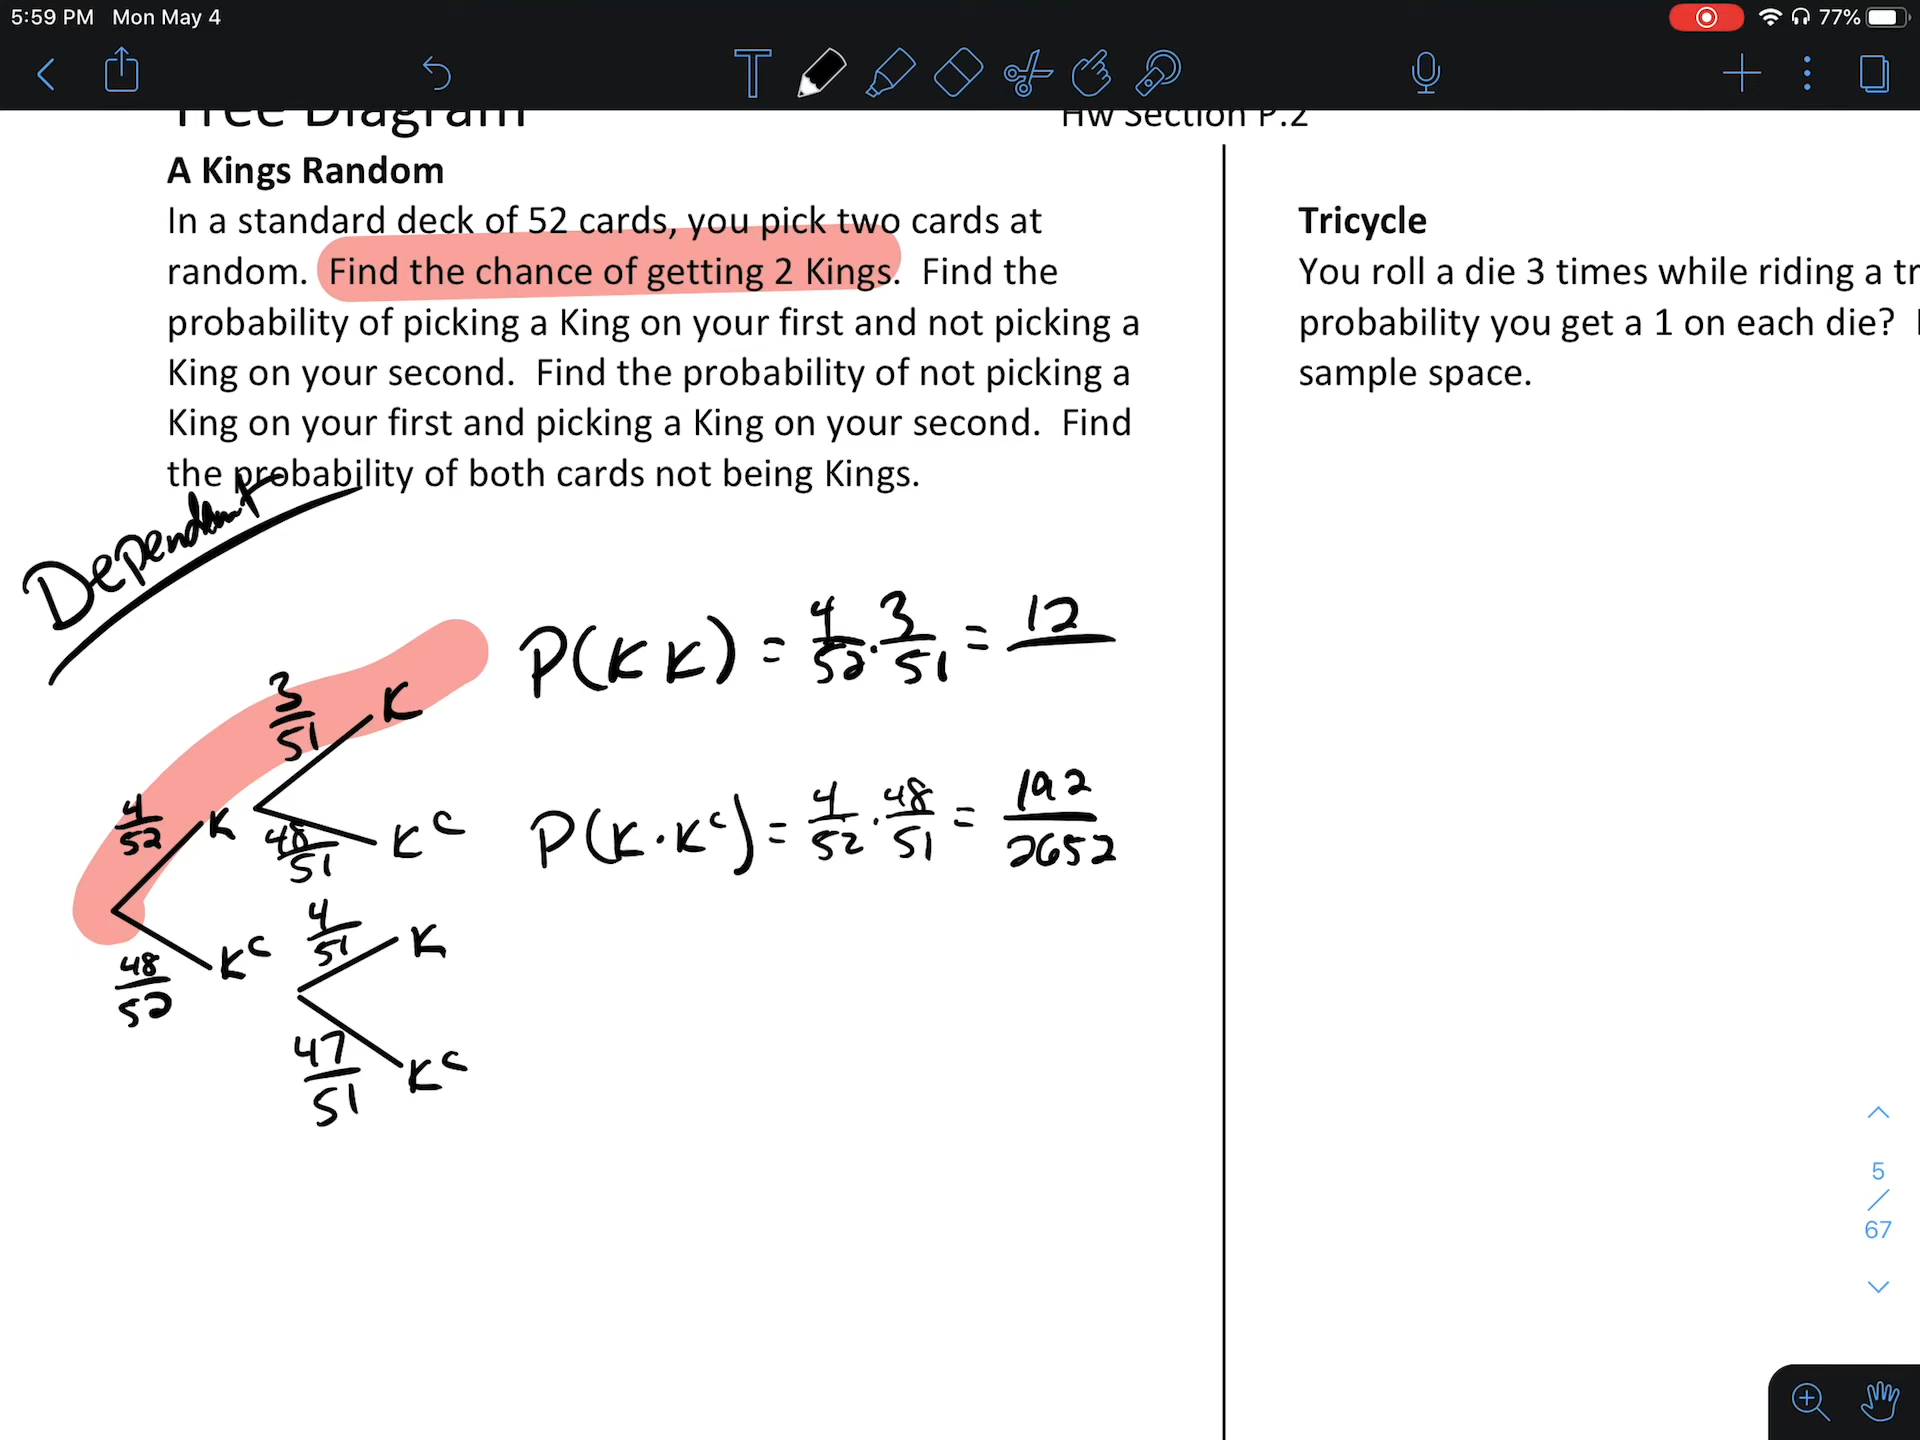 5:59 PM Mon May 4
77%
Tree Diagram
Hw Section P.2
A Kings Random
In a standard deck of 52 cards, you pick two cards at
random. Find the chance of getting 2 Kings. Find the
probability of picking a King on your first and not picking a
King on your second. Find the probability of not picking a
King on your first and picking a King on your second. Find
the probability of both cards not being Kings.
Tricycle
You roll a die 3 times while riding a tr
probability you get a 1 on each die?
sample space.
Dependent
P(K K) = 4/52 · 3/51 = 12
P(K · K^c) = 4/52 · 48/51 = 192/2652
3/51 K
4/52 K
48/51 K^c
4/51 K
48/52 K^c
47/51 K^c
5
/
67